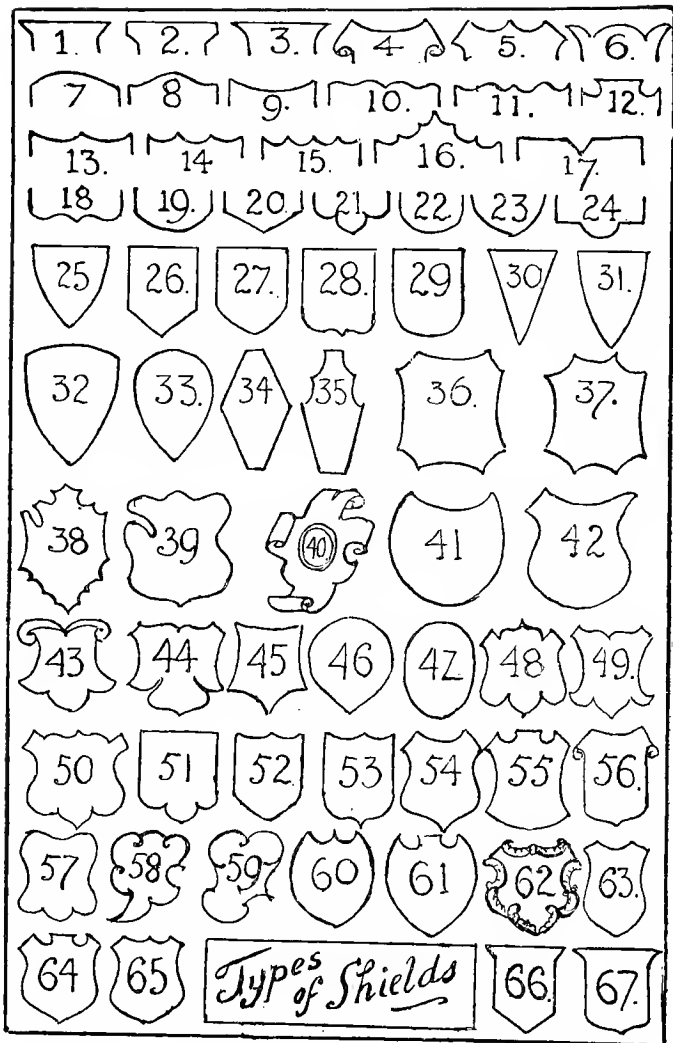 1. 2. 3. 4 5. 6.
7 8 9. 10. 11. 12.
13. 14 15. 16. 17.
18 19. 20. 21 22 23 24
25 26. 27. 28. 29 30 31.
32 33. 34 35 36. 37.
38 39 40 41 42
43 44 45 46 47 48 49.
50 51 52 53 54 55 56.
57 58 59 60 61 62 63.
64 65 Types 66. 67.
of Shields